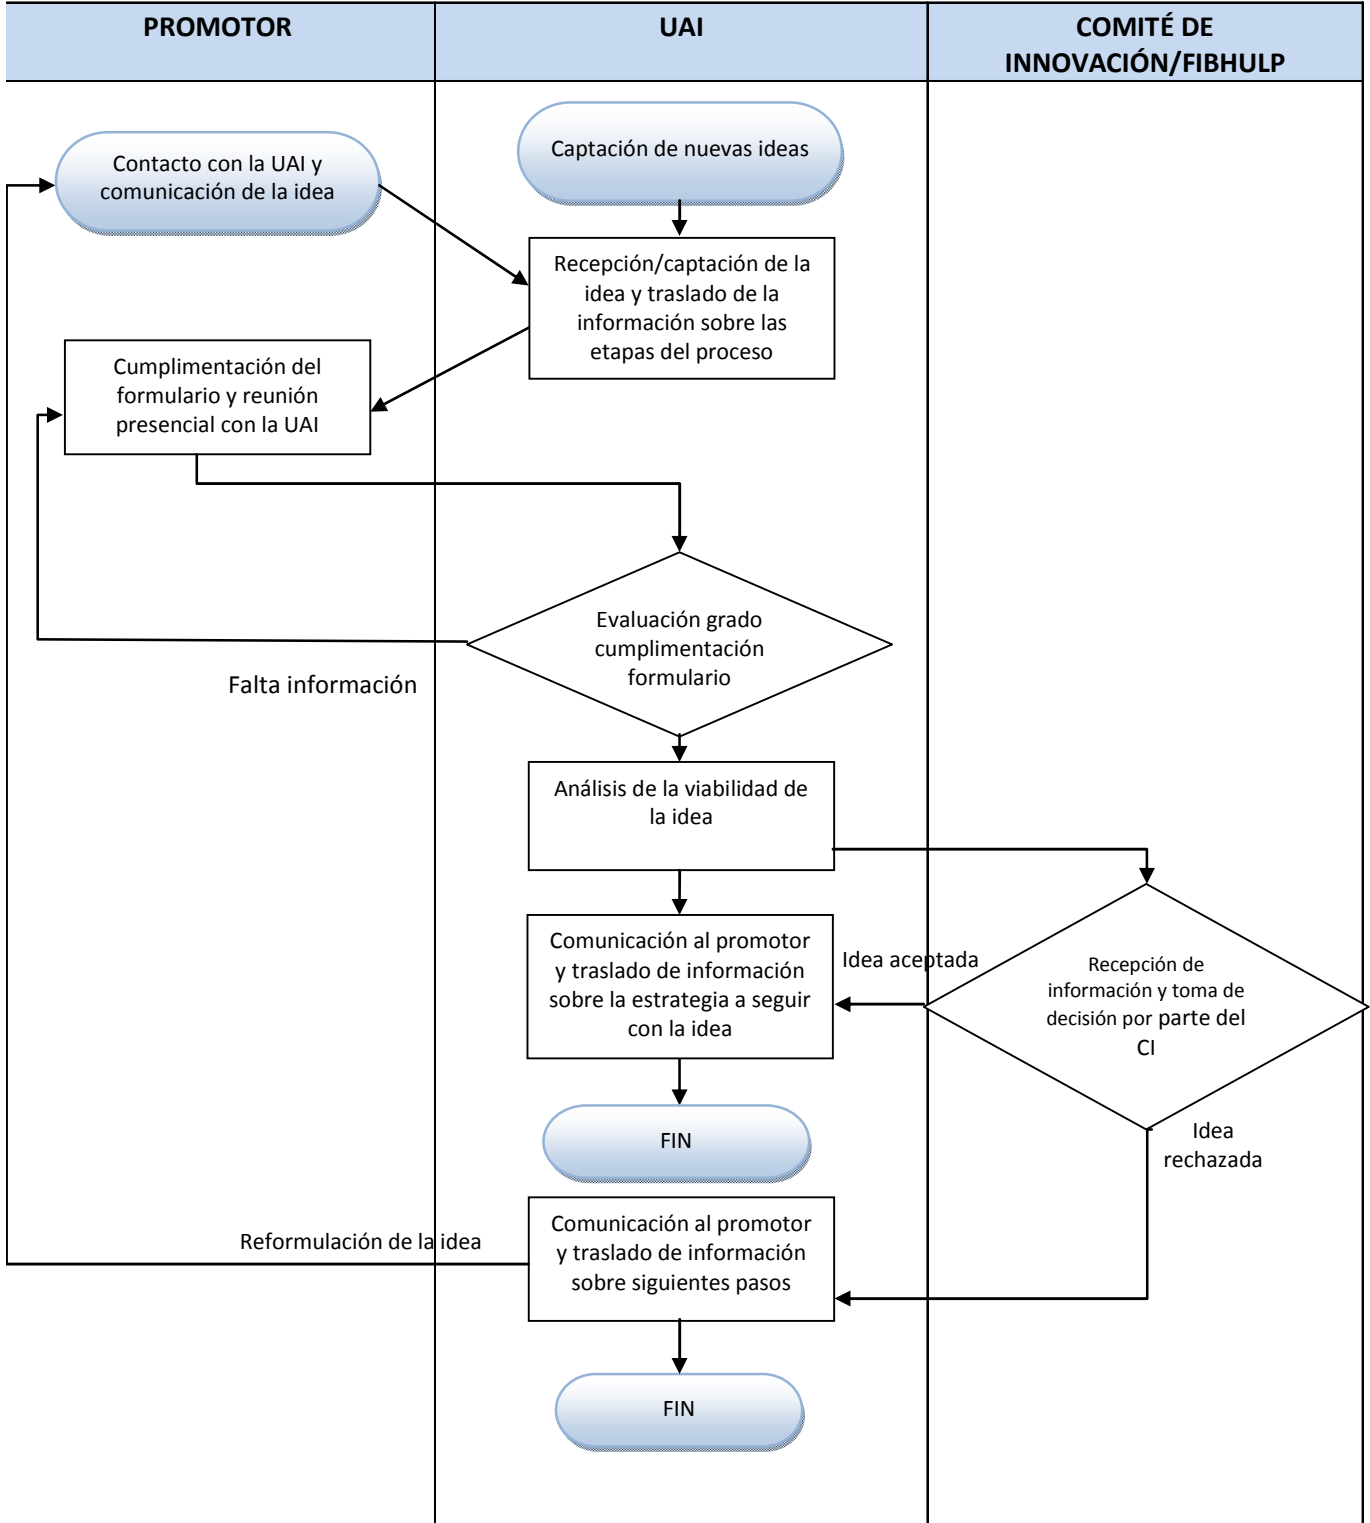 PROMOTOR
UAI
COMITÉ DE
INNOVACIÓN/FIBHULP
Contacto con la UAI y
comunicación de la idea
Captación de nuevas ideas
Recepción/captación de la
idea y traslado de la
información sobre las
etapas del proceso
Cumplimentación del
formulario y reunión
presencial con la UAI
Evaluación grado
cumplimentación
formulario
Falta información
Análisis de la viabilidad de
la idea
Comunicación al promotor
y traslado de información
sobre la estrategia a seguir
con la idea
Idea aceptada
Recepción de
información y toma de
decisión por parte del
CI
FIN
Idea
rechazada
Comunicación al promotor
y traslado de información
sobre siguientes pasos
Reformulación de la idea
FIN